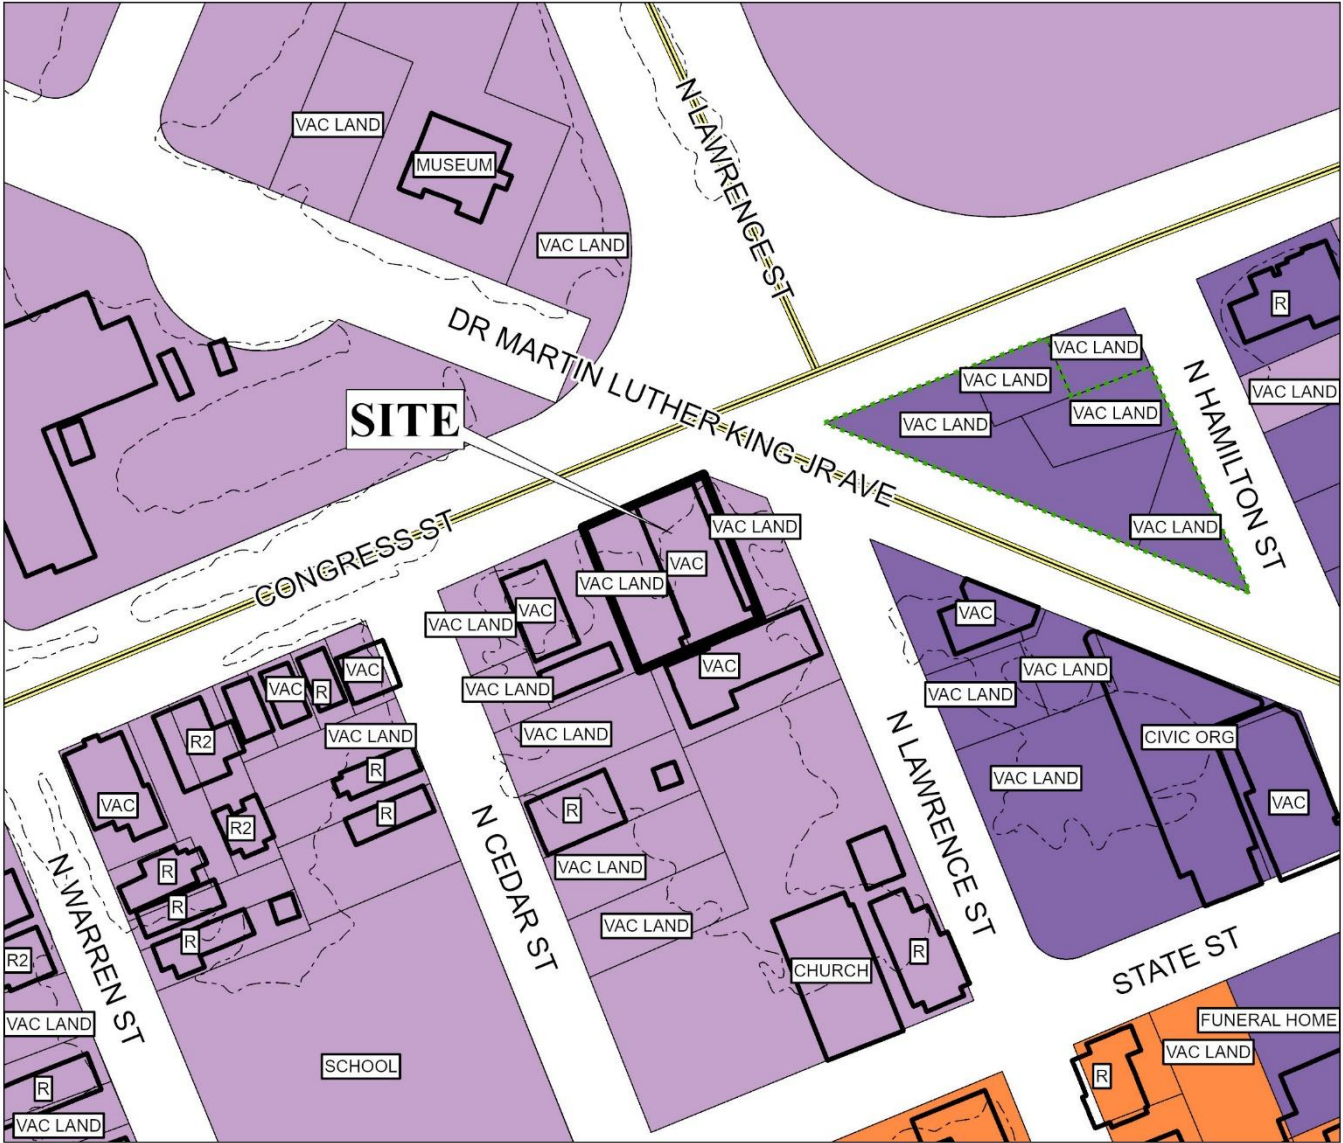 VAC LAND
MUSEUM
VAC LAND
N LAWRENCE ST
DR MARTIN LUTHER KING JR AVE
R
VAC LAND
VAC LAND
VAC LAND
VAC LAND
VAC LAND
VAC LAND
N HAMILTON ST
SITE
CONGRESS ST
VAC LAND
VAC
VAC LAND
VAC
VAC LAND
VAC
VAC LAND
VAC LAND
VAC
VAC
R
VAC
R2
VAC LAND
R
R
VAC
R2
R
R
R
N WARREN ST
R2
VAC LAND
R
VAC LAND
SCHOOL
N CEDAR ST
R
VAC LAND
VAC LAND
CHURCH
R
N LAWRENCE ST
VAC
VAC LAND
VAC LAND
VAC LAND
CIVIC ORG
VAC
STATE ST
FUNERAL HOME
VAC LAND
R